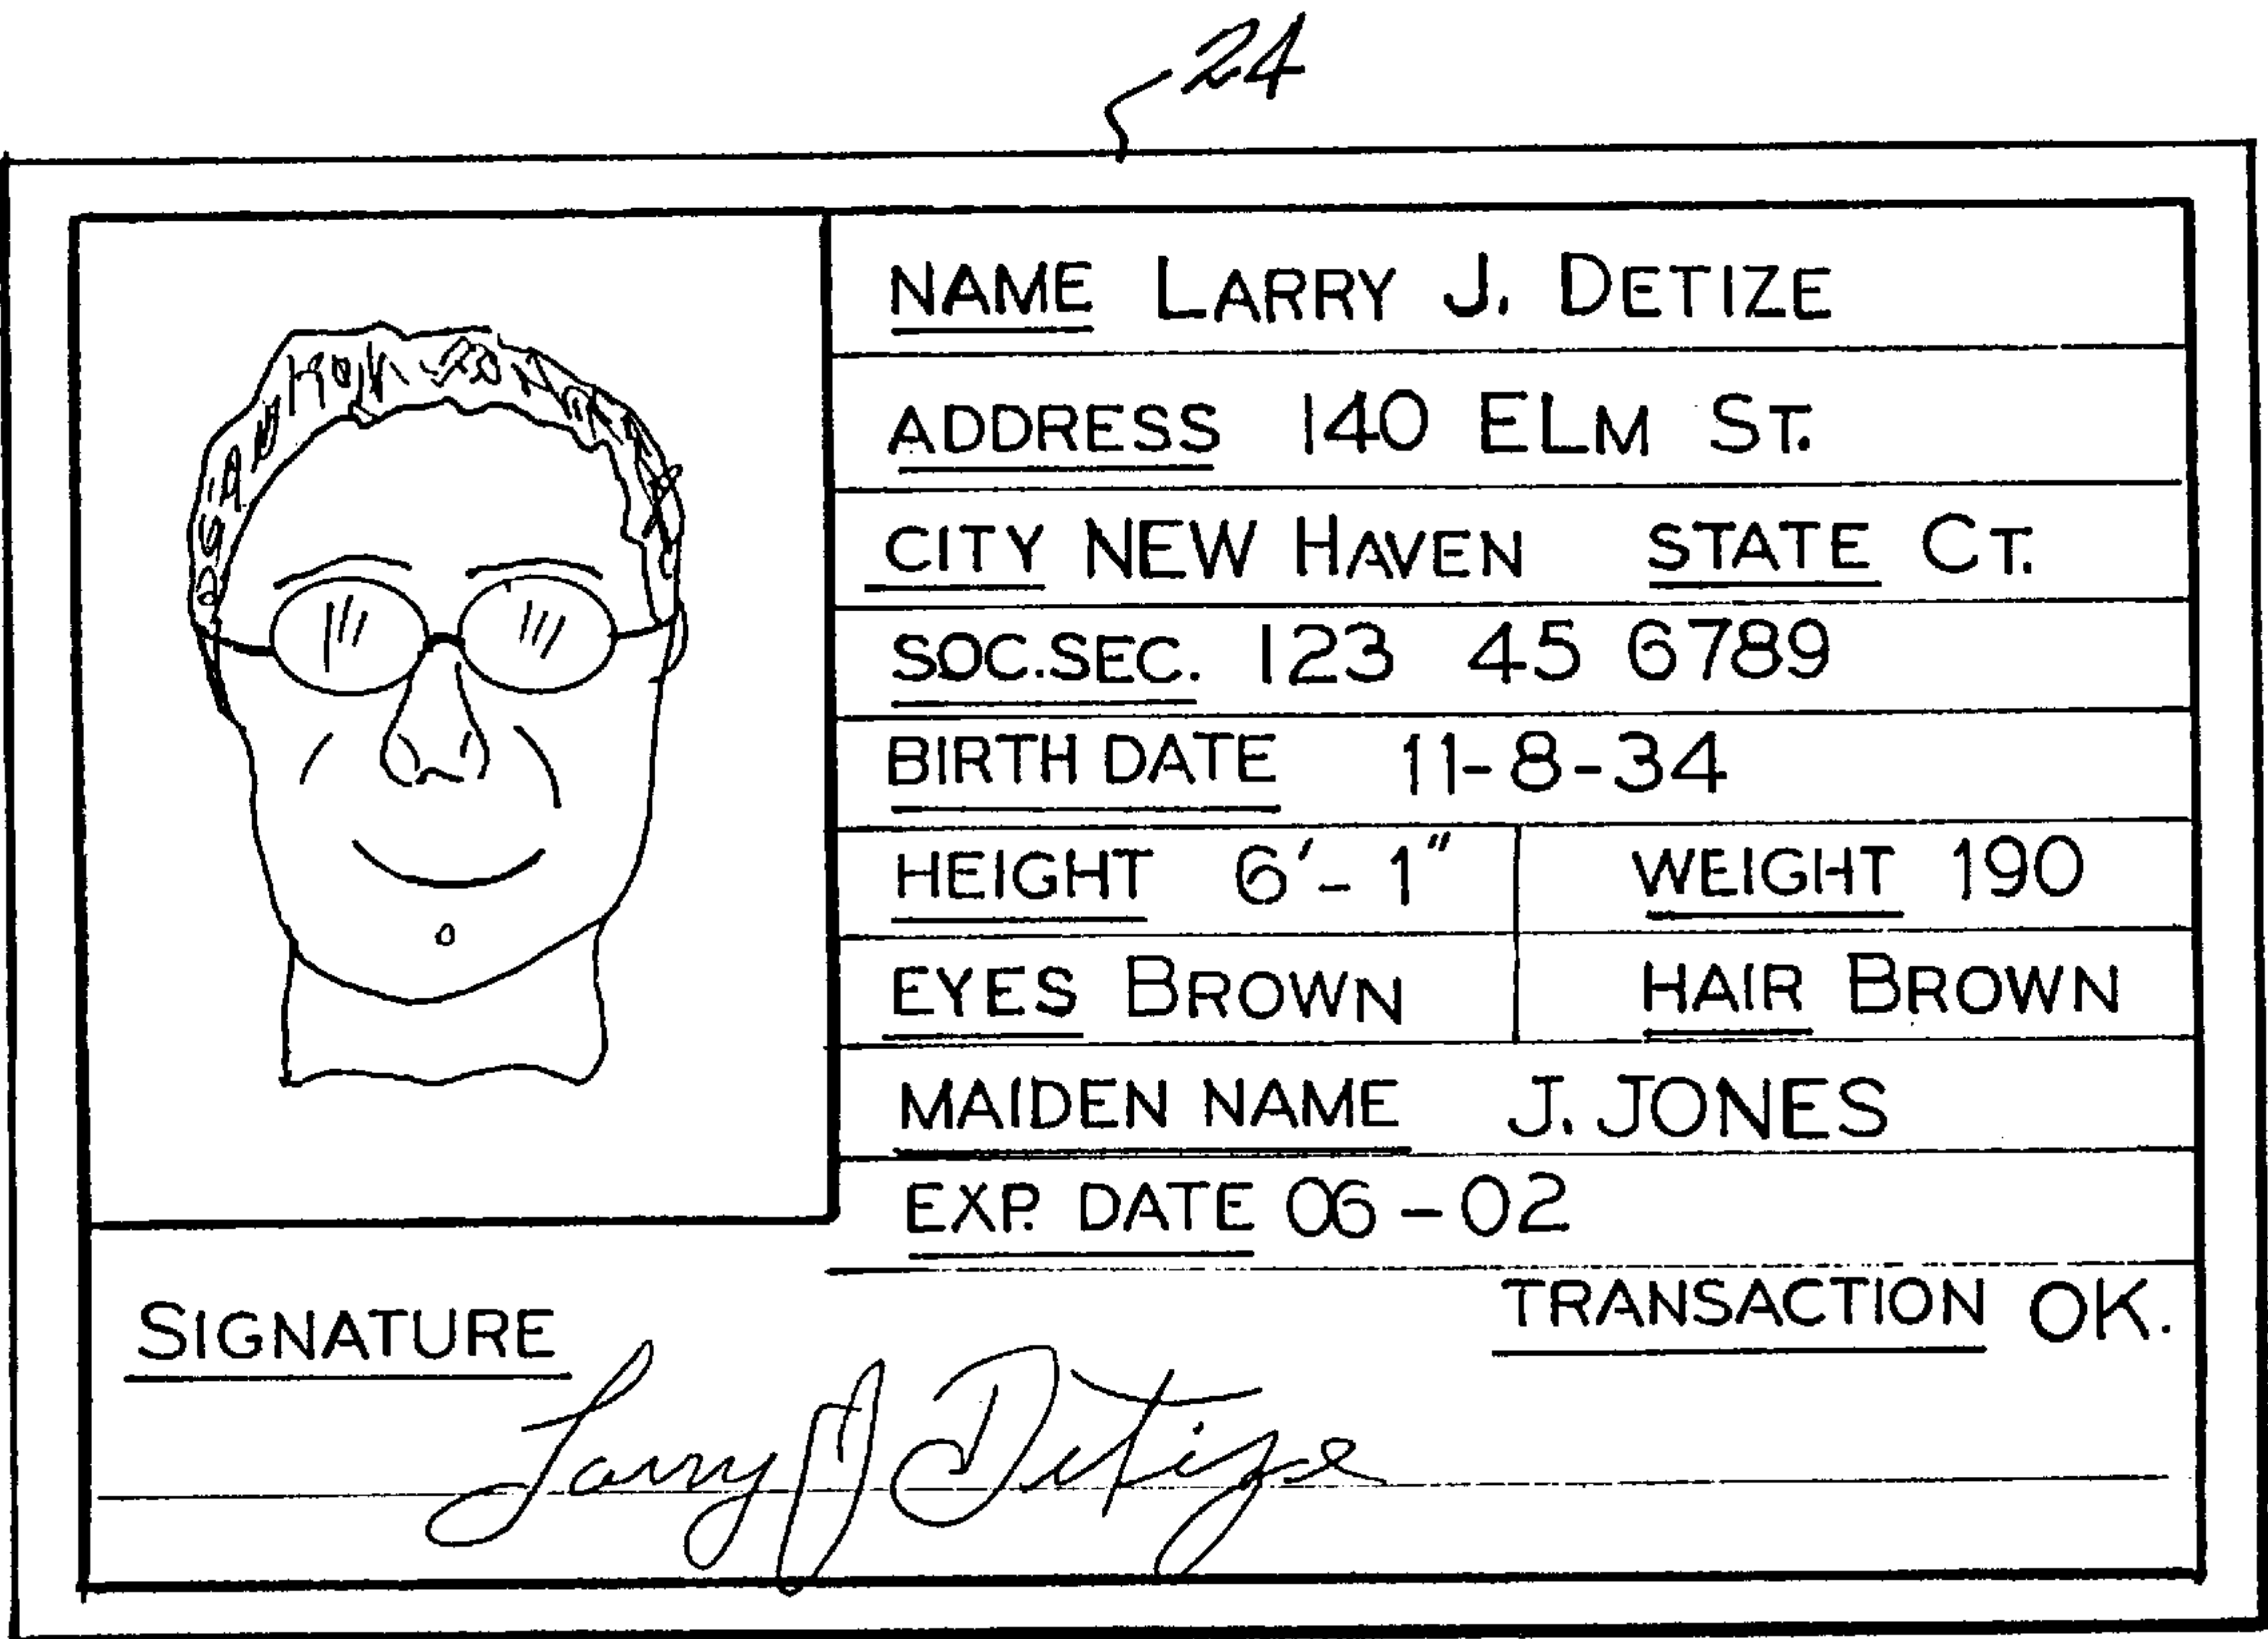 24
NAME LARRY J. DETIZE
ADDRESS 140 ELM ST.
CITY NEW HAVEN STATE CT.
SOC.SEC. 123 45 6789
BIRTH DATE 11-8-34
HEIGHT 6'-1" WEIGHT 190
EYES BROWN HAIR BROWN
MAIDEN NAME J. JONES
EXP. DATE 06-02
TRANSACTION OK.
SIGNATURE
Larry J Detize